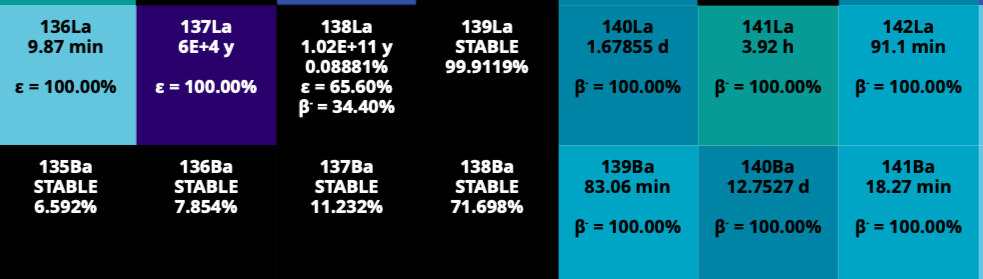 136La
9.87 min
ε = 100.00%
137La
6E+4 y
ε = 100.00%
138La
1.02E+11 y
0.08881%
ε = 65.60%
β⁻ = 34.40%
139La
STABLE
99.9119%
140La
1.67855 d
β⁻ = 100.00%
141La
3.92 h
β⁻ = 100.00%
142La
91.1 min
β⁻ = 100.00%
135Ba
STABLE
6.592%
136Ba
STABLE
7.854%
137Ba
STABLE
11.232%
138Ba
STABLE
71.698%
139Ba
83.06 min
β⁻ = 100.00%
140Ba
12.7527 d
β⁻ = 100.00%
141Ba
18.27 min
β⁻ = 100.00%